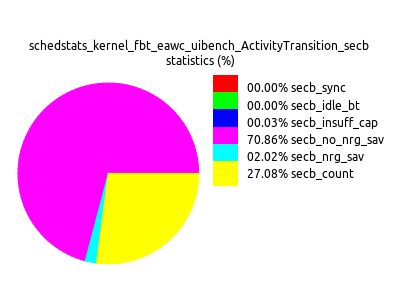 schedstats_kernel_fbt_eawc_uibench_ActivityTransition_secb
statistics (%)
00.00% secb_sync
00.00% secb_idle_bt
00.03% secb_insuff_cap
70.86% secb_no_nrg_sav
02.02% secb_nrg_sav
27.08% secb_count